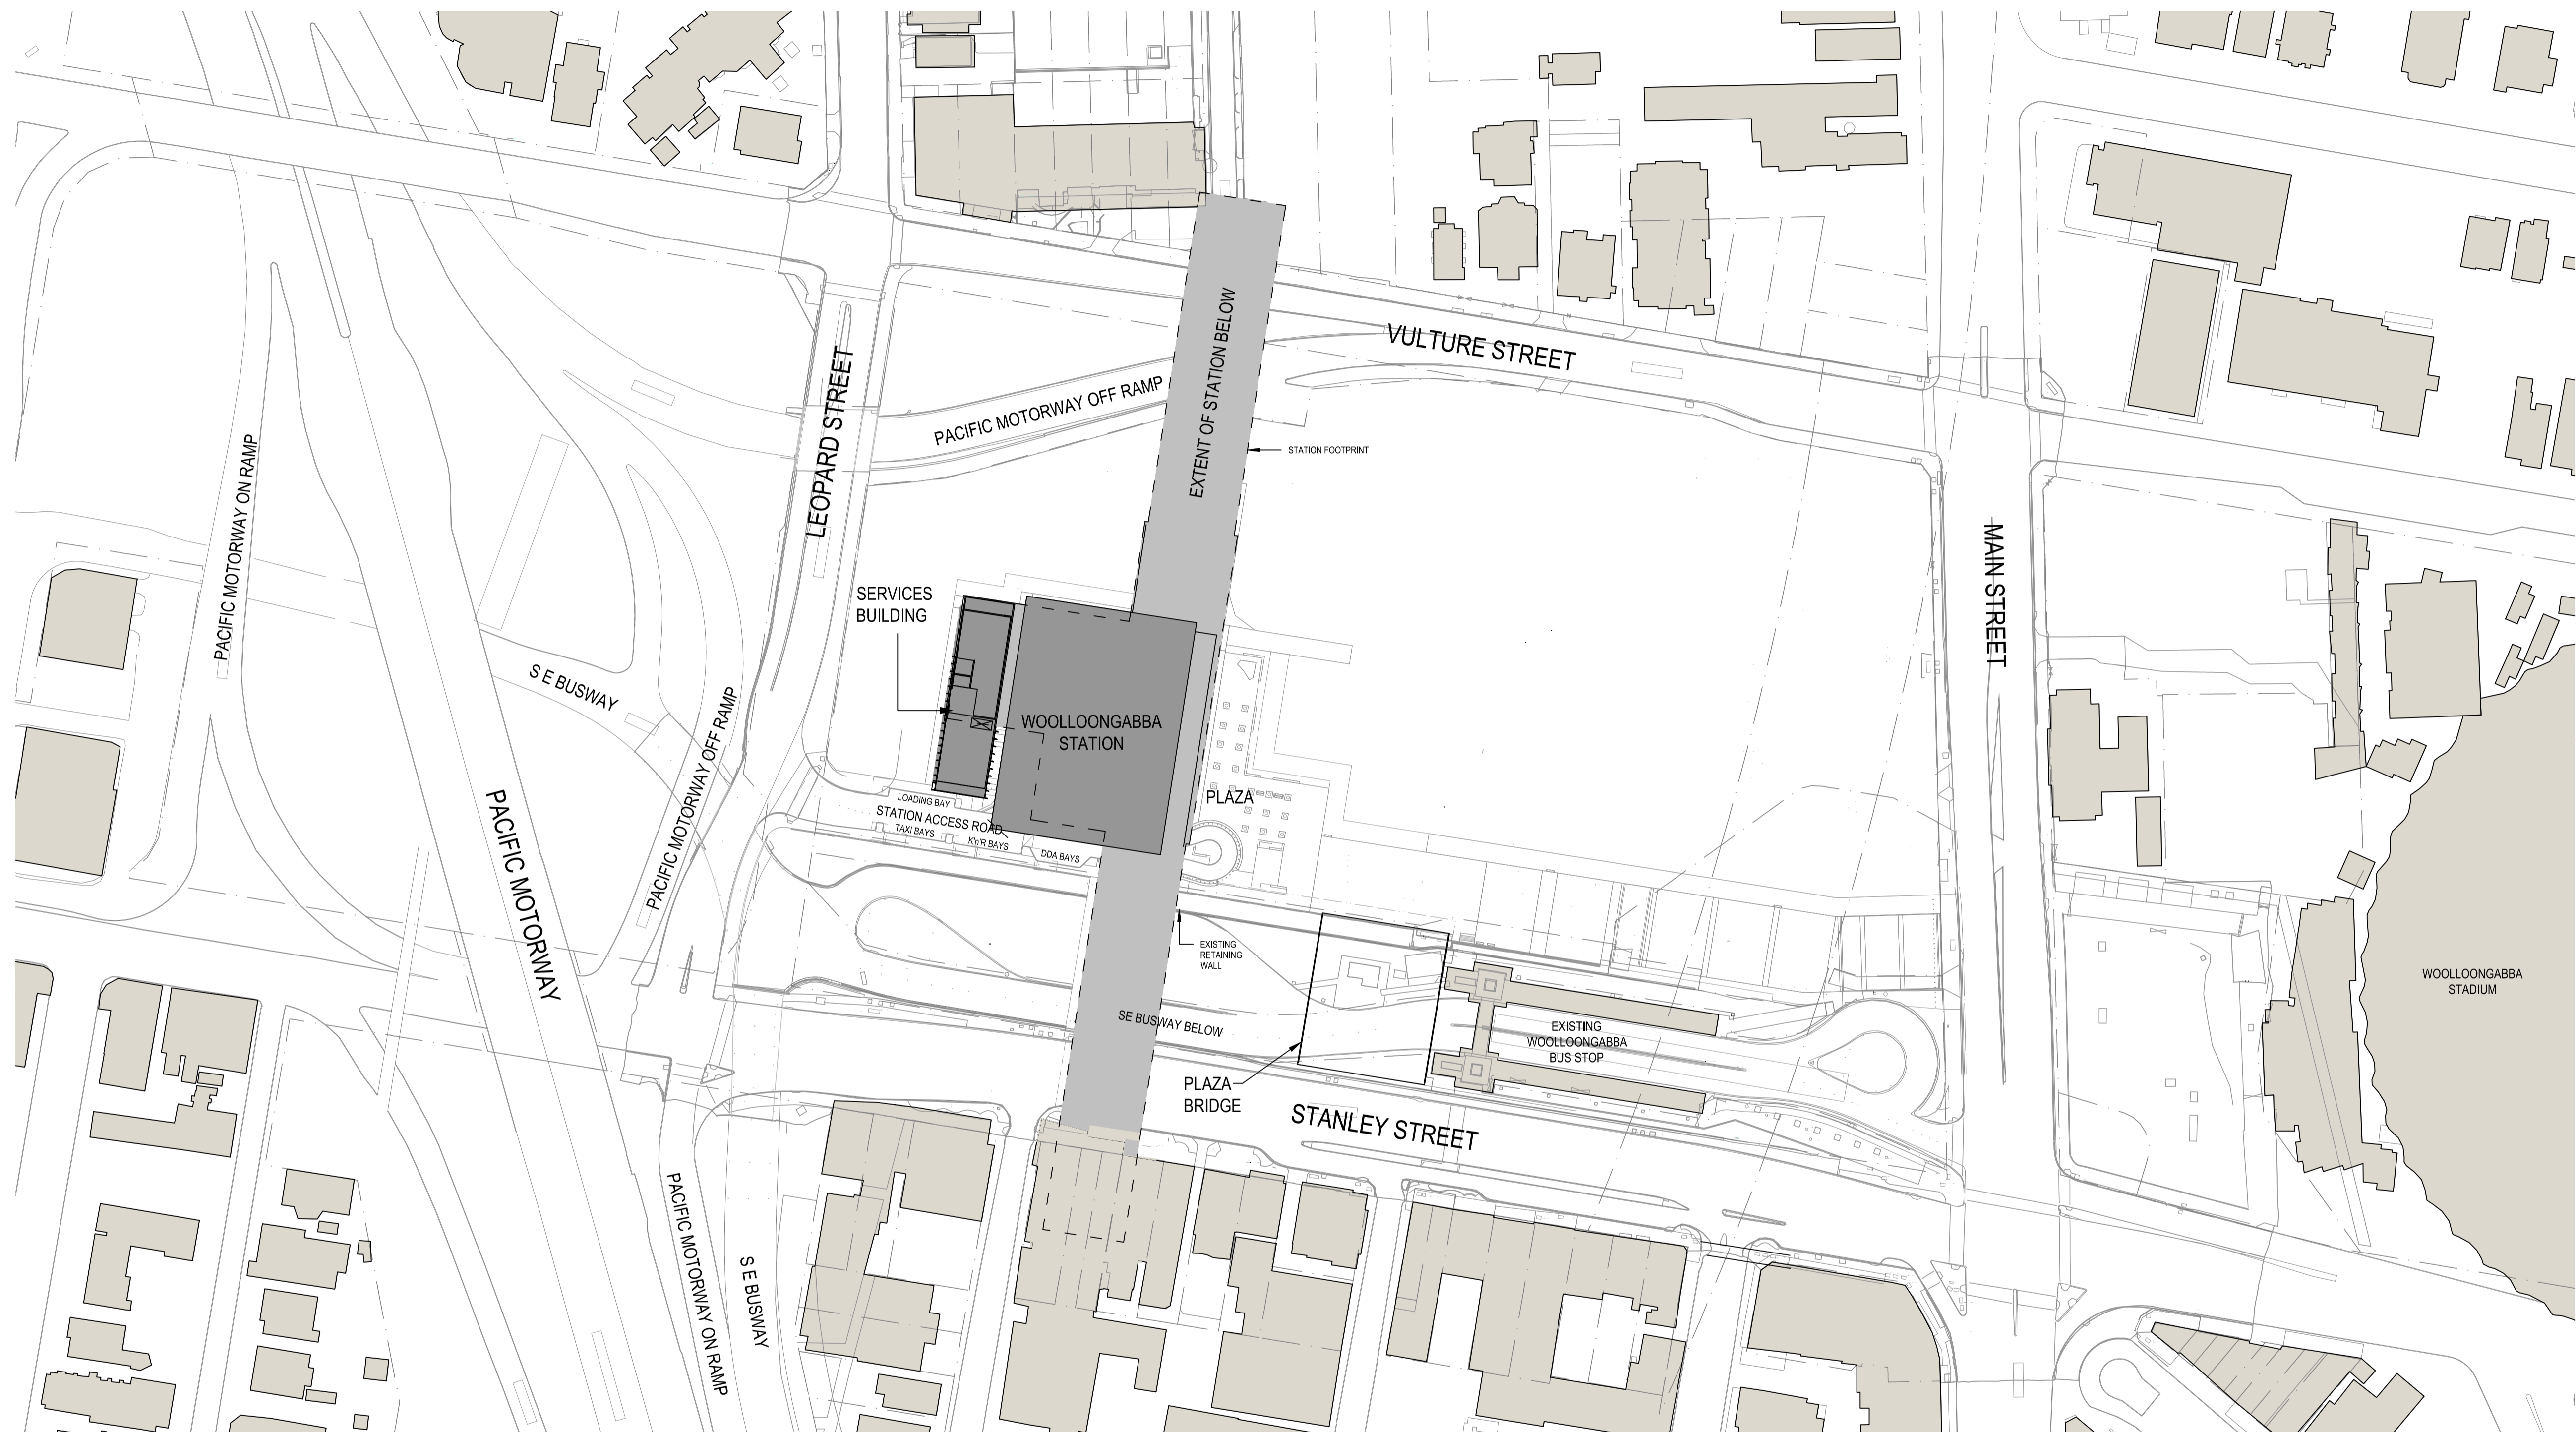 VULTURE STREET
EXTENT OF STATION BELOW
PACIFIC MOTORWAY OFF RAMP
LEOPARD STREET
STATION FOOTPRINT
PACIFIC MOTORWAY ON RAMP
MAIN STREET
SERVICES
BUILDING
S E BUSWAY
WOOLLOONGABBA
STATION
PACIFIC MOTORWAY OFF RAMP
PLAZA
LOADING BAY
STATION ACCESS ROAD
TAXI BAYS
K'n'R BAYS
DDA BAYS
PACIFIC MOTORWAY
EXISTING
RETAINING
WALL
WOOLLOONGABBA
STADIUM
SE BUSWAY BELOW
EXISTING
WOOLLOONGABBA
BUS STOP
PLAZA
BRIDGE
STANLEY STREET
PACIFIC MOTORWAY ON RAMP
S E BUSWAY